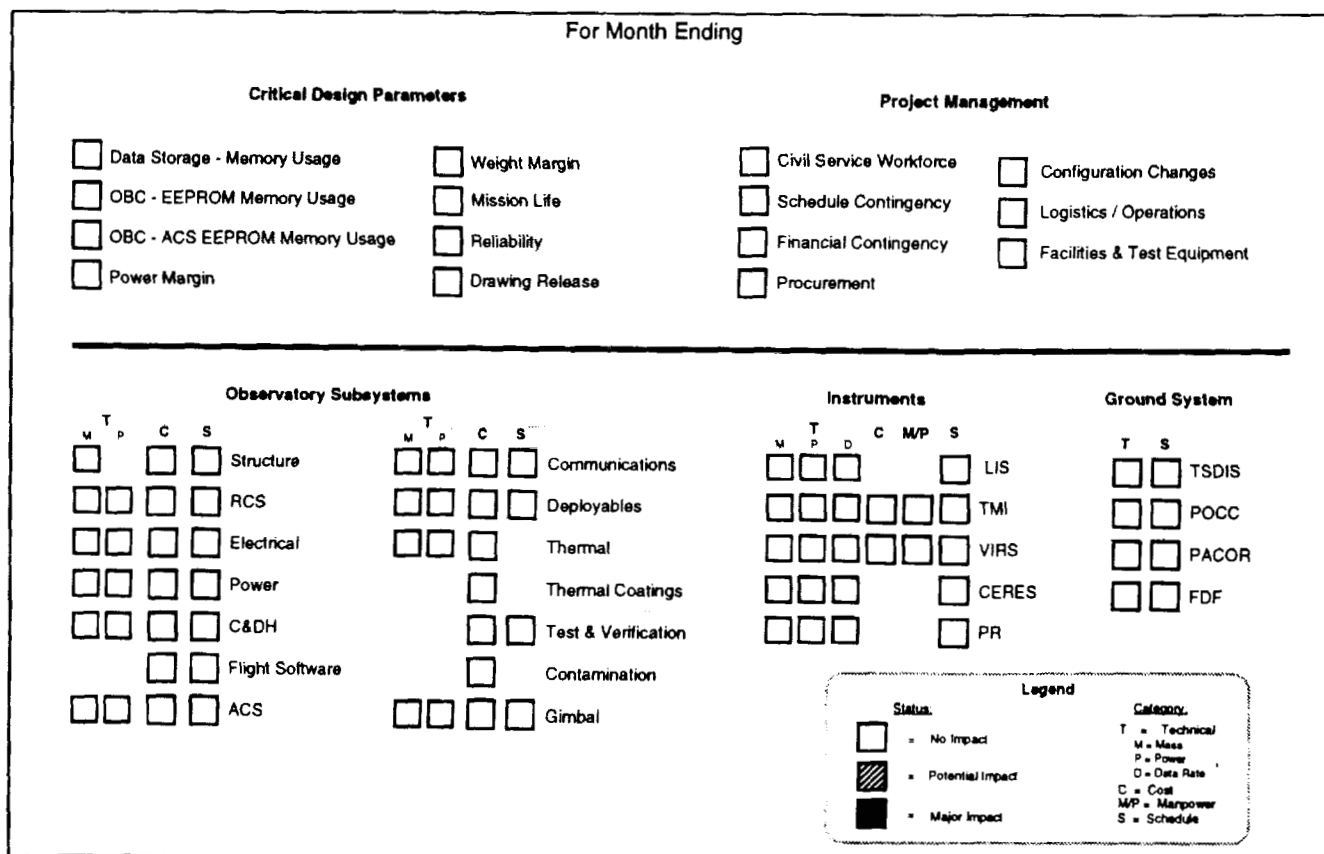 For Month Ending
Critical Design Parameters
Data Storage - Memory Usage
OBC - EEPROM Memory Usage
OBC - ACS EEPROM Memory Usage
Power Margin
Weight Margin
Mission Life
Reliability
Drawing Release
Project Management
Civil Service Workforce
Schedule Contingency
Financial Contingency
Procurement
Configuration Changes
Logistics / Operations
Facilities & Test Equipment
Observatory Subsystems
T
M P C S
Structure
RCS
Electrical
Power
C&DH
Flight Software
ACS
T
M P C S
Communications
Deployables
Thermal
Thermal Coatings
Test & Verification
Contamination
Gimbal
Instruments
T C M/P S
M P D
LIS
TMI
VIRS
CERES
PR
Ground System
T S
TSDIS
POCC
PACOR
FDF
Legend
Status:
= No Impact
= Potential Impact
= Major Impact
Category:
T = Technical
M = Mass
P = Power
D = Data Rate
C = Cost
M/P = Manpower
S = Schedule